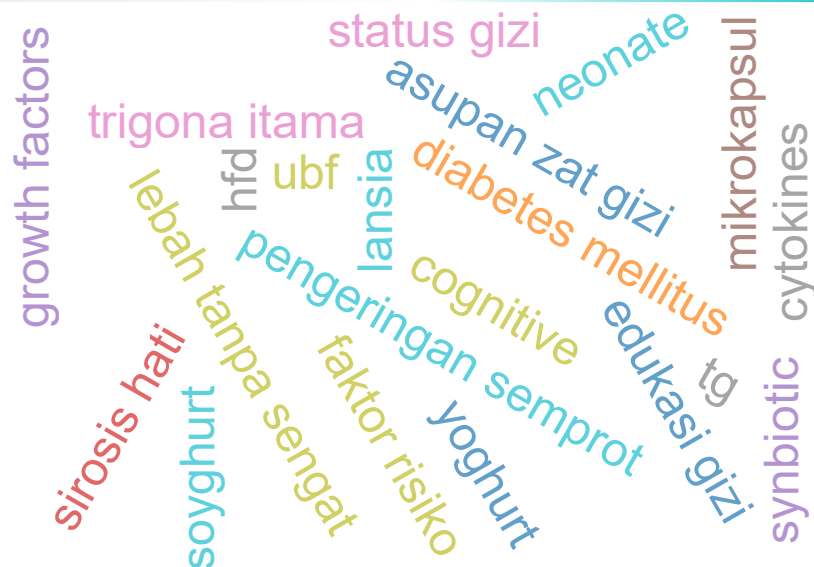 status gizi
neonate
growth factors
asupan zat gizi
mikrokapsul
trigona itama
hfd
ubf
lansia
diabetes mellitus
cytokines
lebah tanpa sengat
pengeringan semprot
cognitive
edukasi gizi
sirosis hati
faktor risiko
tg
soyghurt
yoghurt
synbiotic